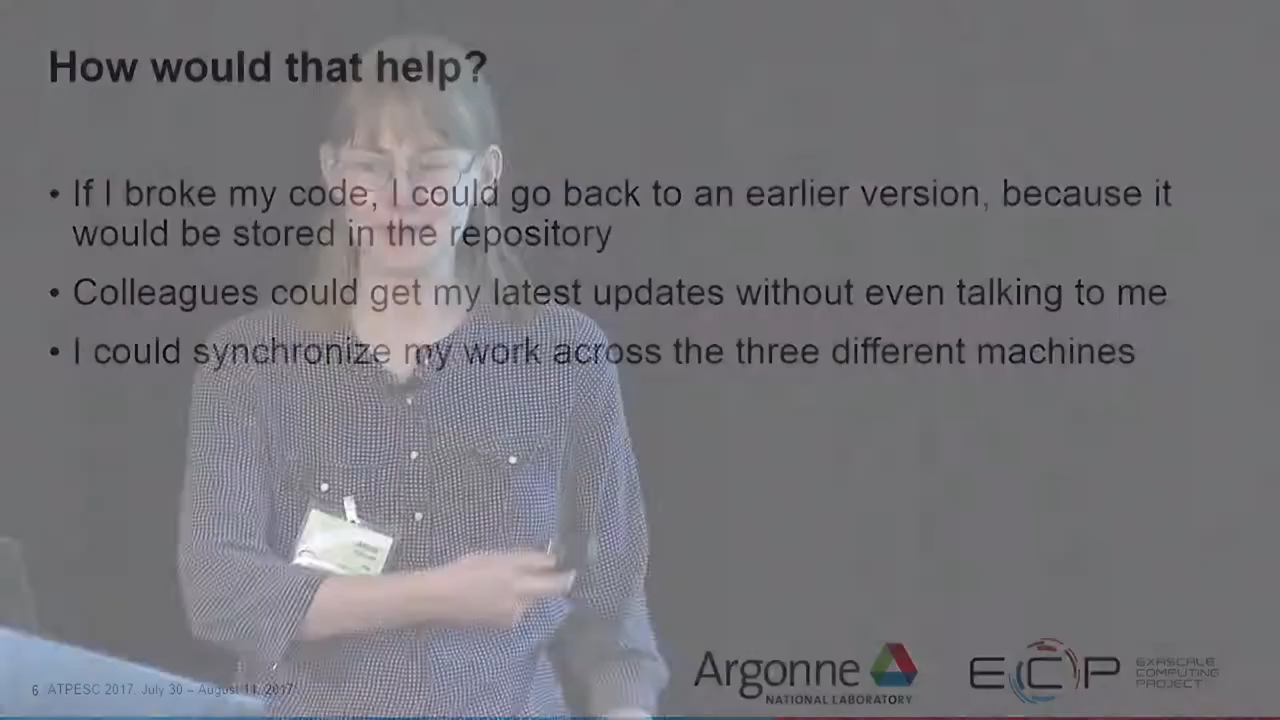 How would that help?
• If I broke my code, I could go back to an earlier version, because it
would be stored in the repository
• Colleagues could get my latest updates without even talking to me
• I could synchronize my work across the three different machines
6 ATPESC 2017, July 30 – August 11, 2017
Argonne
NATIONAL LABORATORY
ECP
EXASCALE
COMPUTING
PROJECT